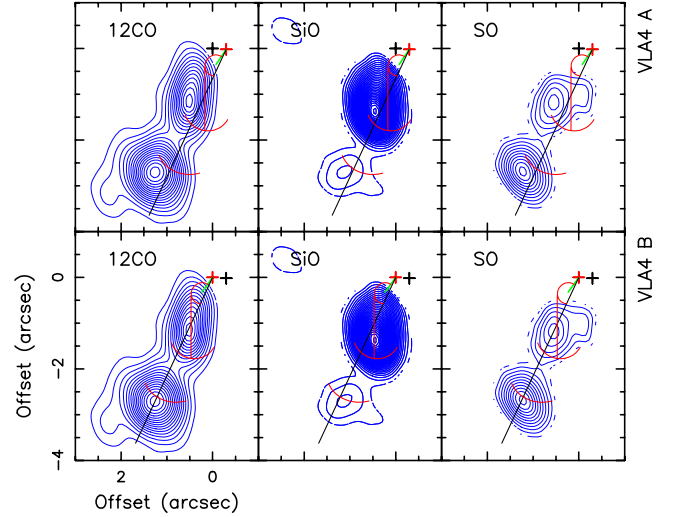 12CO SiO SO VLA4 A
12CO SiO SO VLA4 B
0
−2
−4
Offset (arcsec)
2 0
Offset (arcsec)